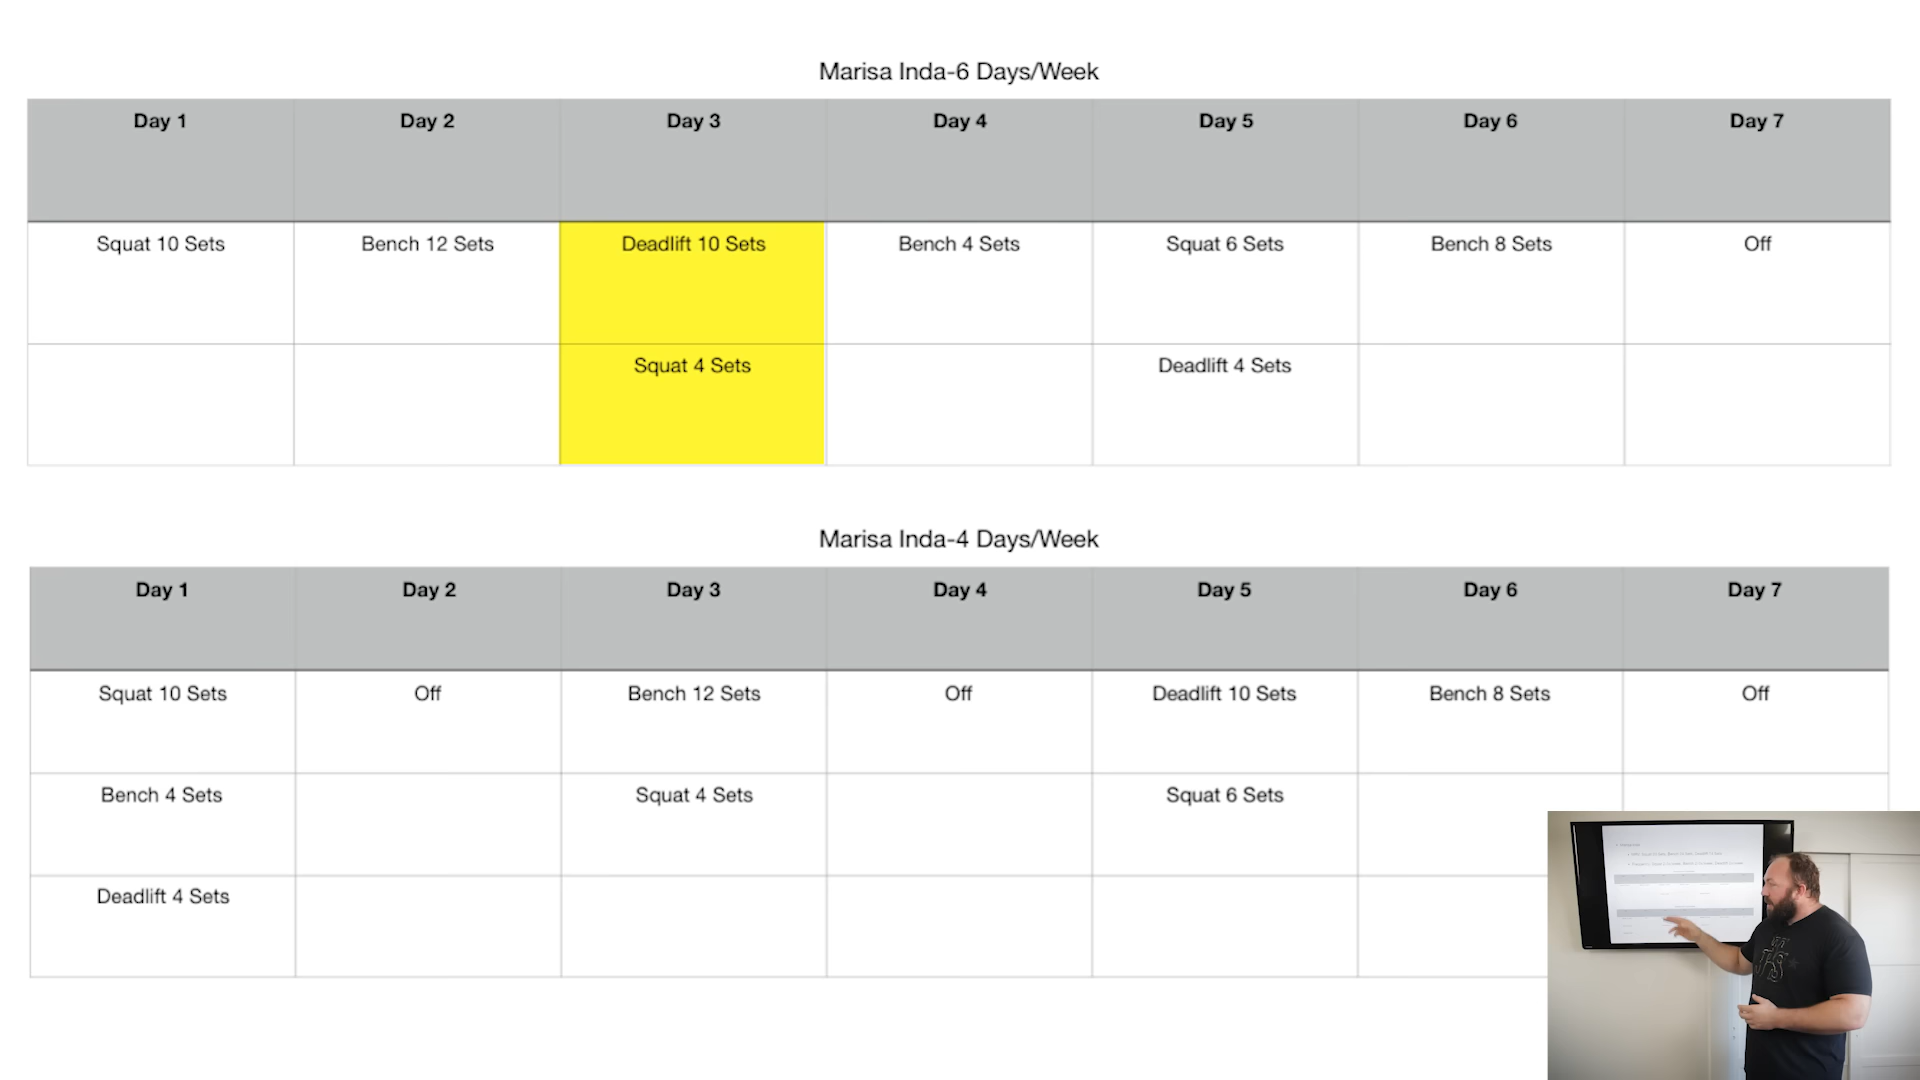 Marisa Inda-6 Days/Week
Day 1 Day 2 Day 3 Day 4 Day 5 Day 6 Day 7
Squat 10 Sets Bench 12 Sets Deadlift 10 Sets Bench 4 Sets Squat 6 Sets Bench 8 Sets Off
Squat 4 Sets Deadlift 4 Sets
Marisa Inda-4 Days/Week
Day 1 Day 2 Day 3 Day 4 Day 5 Day 6 Day 7
Squat 10 Sets Off Bench 12 Sets Off Deadlift 10 Sets Bench 8 Sets Off
Bench 4 Sets Squat 4 Sets Squat 6 Sets
Deadlift 4 Sets